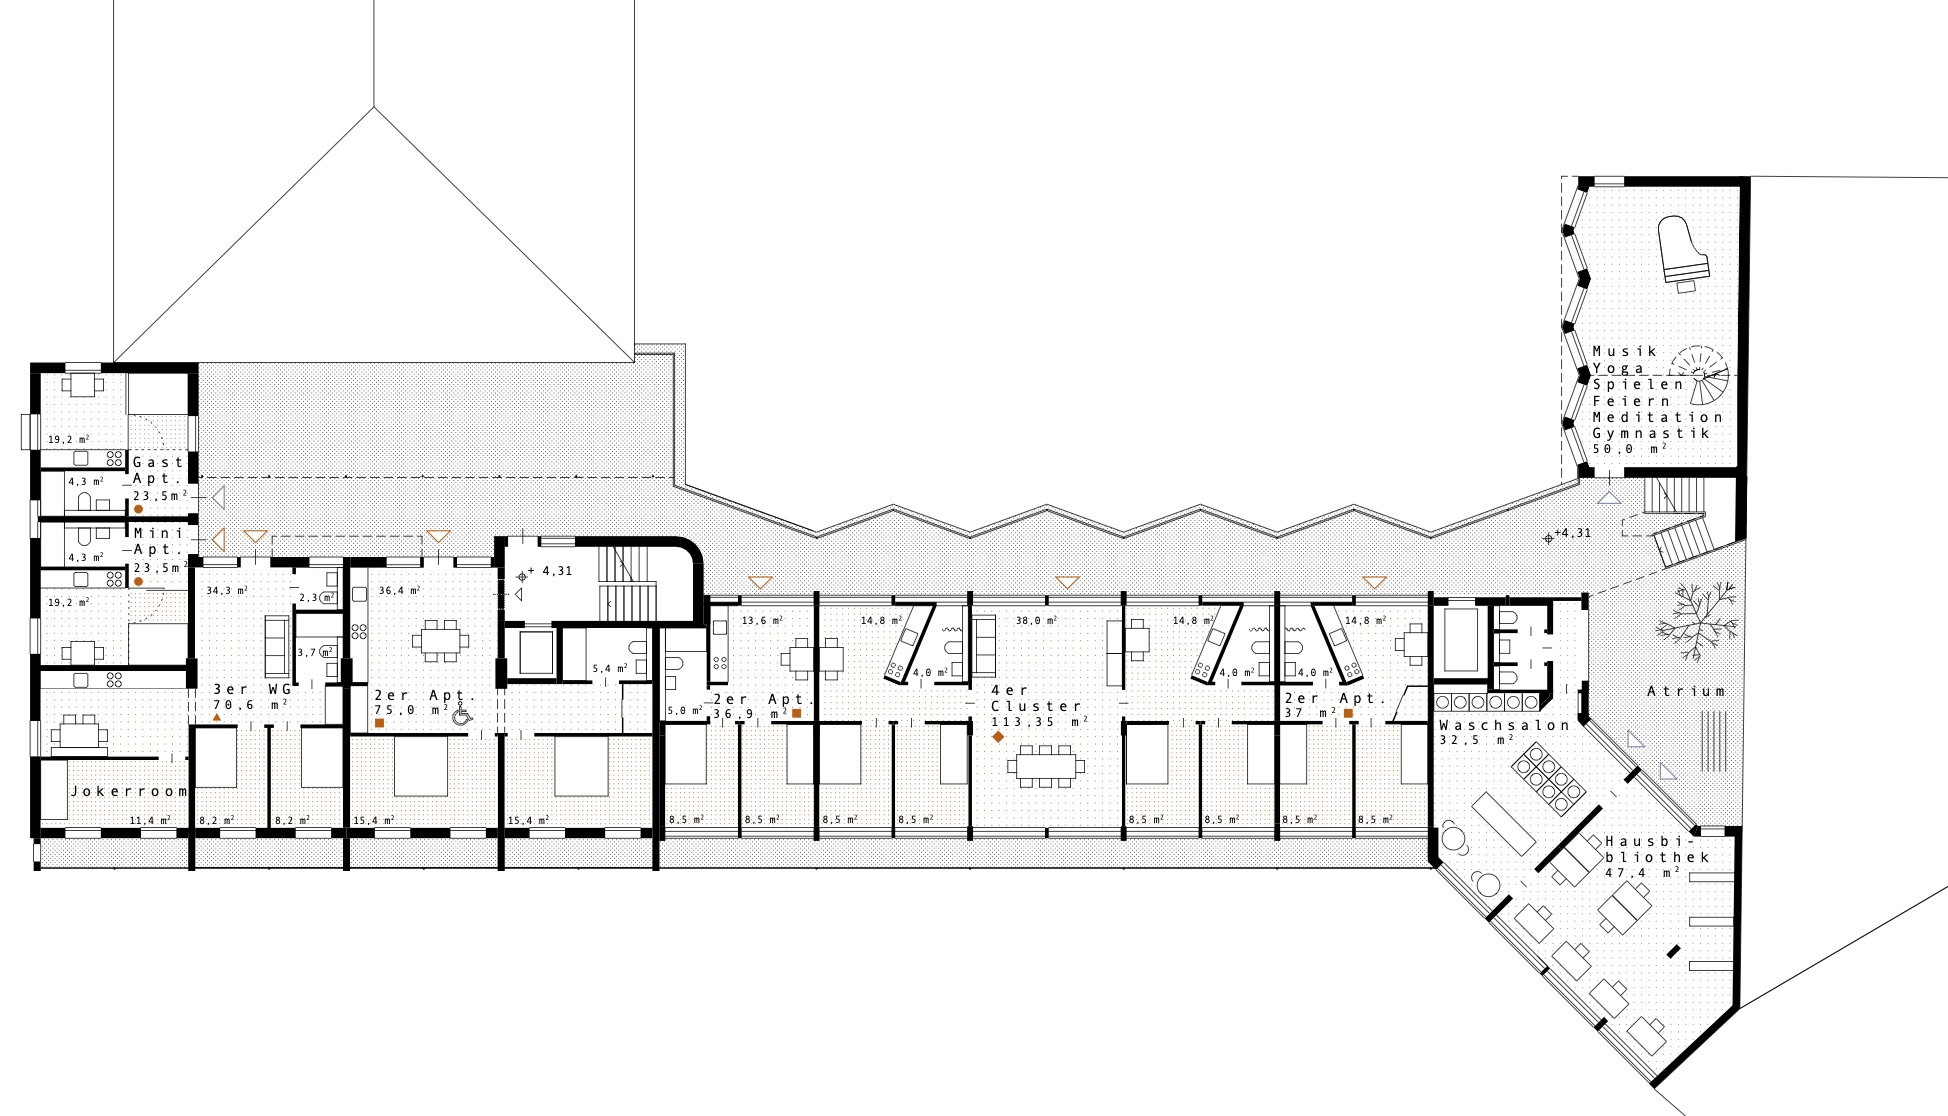 Musik
Yoga
Spielen
Feiern
Meditation
Gymnastik
50,0 m²
19,2 m²
Gast
Apt.
23,5m²
4,3 m²
Mini
Apt.
23,5m²
4,3 m²
19,2 m²
+4,31
+ 4,31
34,3 m²
2,3 m²
3,7 m²
3er WG
70,6 m²
36,4 m²
2er Apt.
75,0 m²
5,4 m²
5,0 m²
13,6 m²
2er Apt.
36,9 m²
14,8 m²
4,0 m²
38,0 m²
4er
Cluster
113,35 m²
14,8 m²
4,0 m²
4,0 m²
14,8 m²
2er Apt.
37 m²
Atrium
Waschsalon
32,5 m²
Jokerroom
11,4 m²
8,2 m²
8,2 m²
15,4 m²
15,4 m²
8,5 m²
8,5 m²
8,5 m²
8,5 m²
8,5 m²
8,5 m²
8,5 m²
8,5 m²
Hausbi-
bliothek
47,4 m²